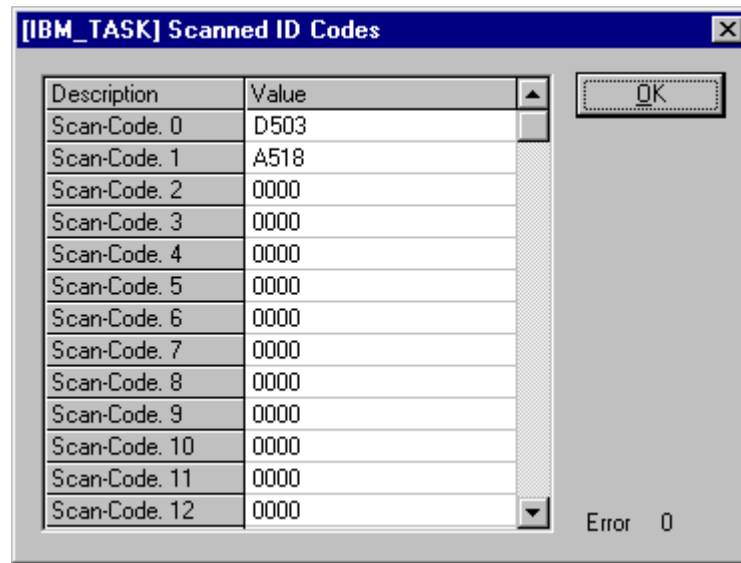 [IBM_TASK] Scanned ID Codes
Description Value
OK
Scan-Code. 0 D503
Scan-Code. 1 A518
Scan-Code. 2 0000
Scan-Code. 3 0000
Scan-Code. 4 0000
Scan-Code. 5 0000
Scan-Code. 6 0000
Scan-Code. 7 0000
Scan-Code. 8 0000
Scan-Code. 9 0000
Scan-Code. 10 0000
Scan-Code. 11 0000
Scan-Code. 12 0000
Error 0